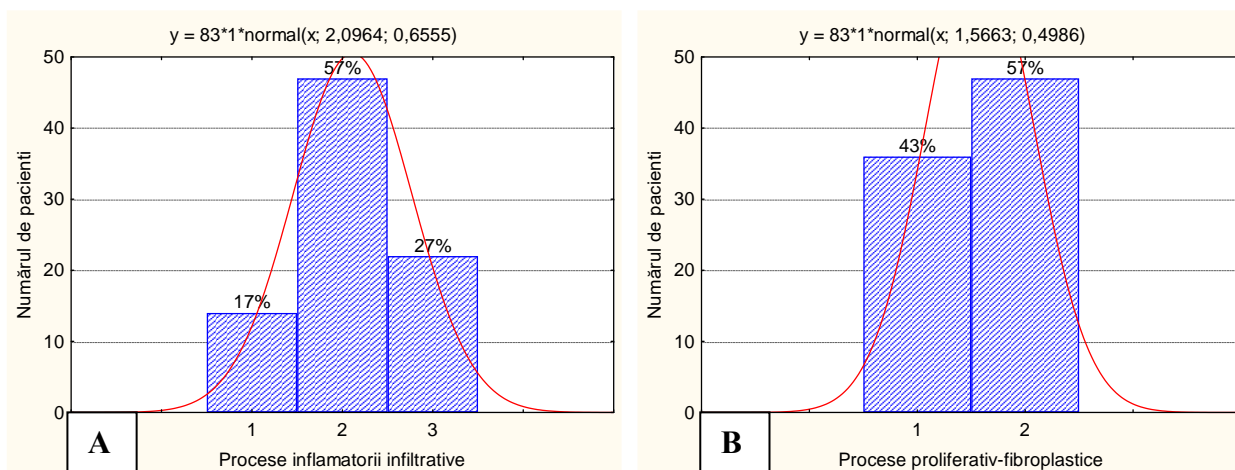 y = 83*1*normal(x; 2,0964; 0,6555)
50
40
30
20
10
0
Numărul de pacienti
17%
57%
27%
1 2 3
Procese inflamatorii infiltrative
A
y = 83*1*normal(x; 1,5663; 0,4986)
50
40
30
20
10
0
Numărul de pacienti
43%
57%
1 2
Procese proliferativ-fibroplastice
B